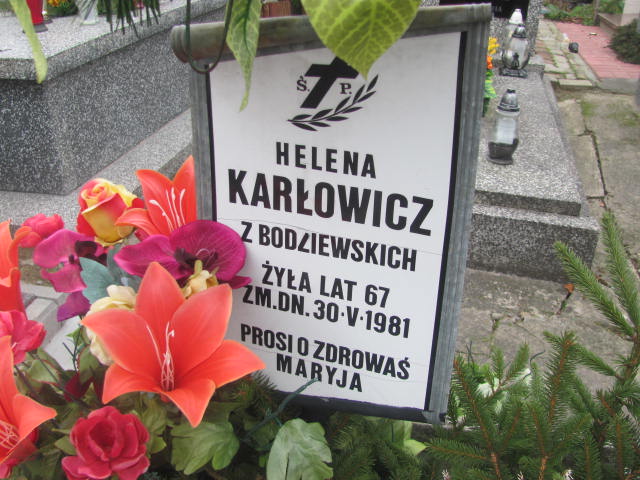 Ś. P.
HELENA
KARŁOWICZ
Z BODZIEWSKICH
ŻYŁA LAT 67
ZM.DN. 30·V·1981
PROSI O ZDROWAŚ
MARYJA